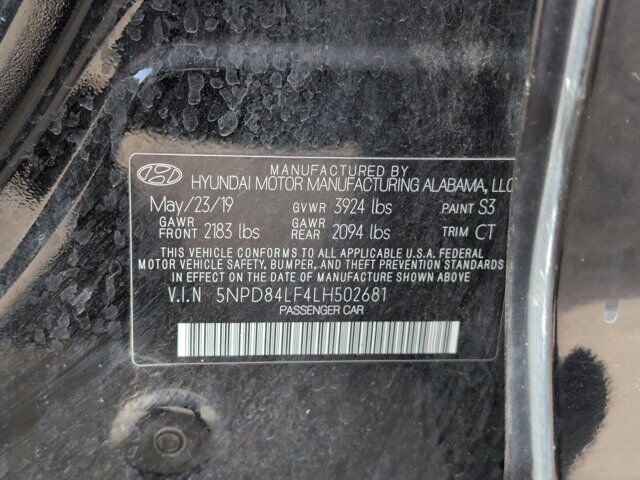 MANUFACTURED BY
HYUNDAI MOTOR MANUFACTURING ALABAMA, LLC
May/23/19 GVWR 3924 lbs PAINT S3
GAWR FRONT 2183 lbs GAWR REAR 2094 lbs TRIM CT
THIS VEHICLE CONFORMS TO ALL APPLICABLE U.S.A. FEDERAL
MOTOR VEHICLE SAFETY, BUMPER, AND THEFT PREVENTION STANDARDS
IN EFFECT ON THE DATE OF MANUFACTURE SHOWN ABOVE.
V.I.N 5NPD84LF4LH502681
PASSENGER CAR